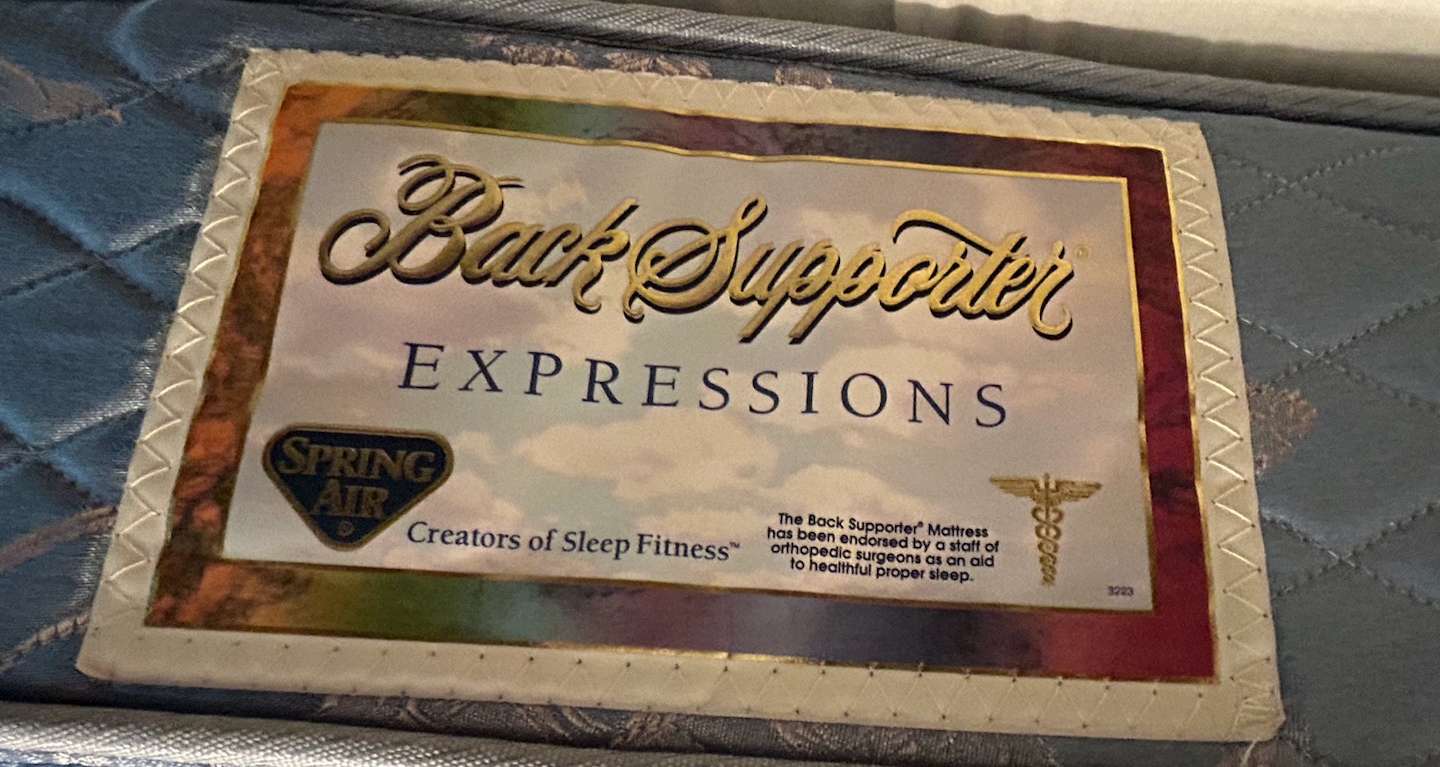 Back Supporter®
EXPRESSIONS
SPRING
AIR
Creators of Sleep Fitness™
The Back Supporter® Mattress
has been endorsed by a staff of
orthopedic surgeons as an aid
to healthful proper sleep.
3223